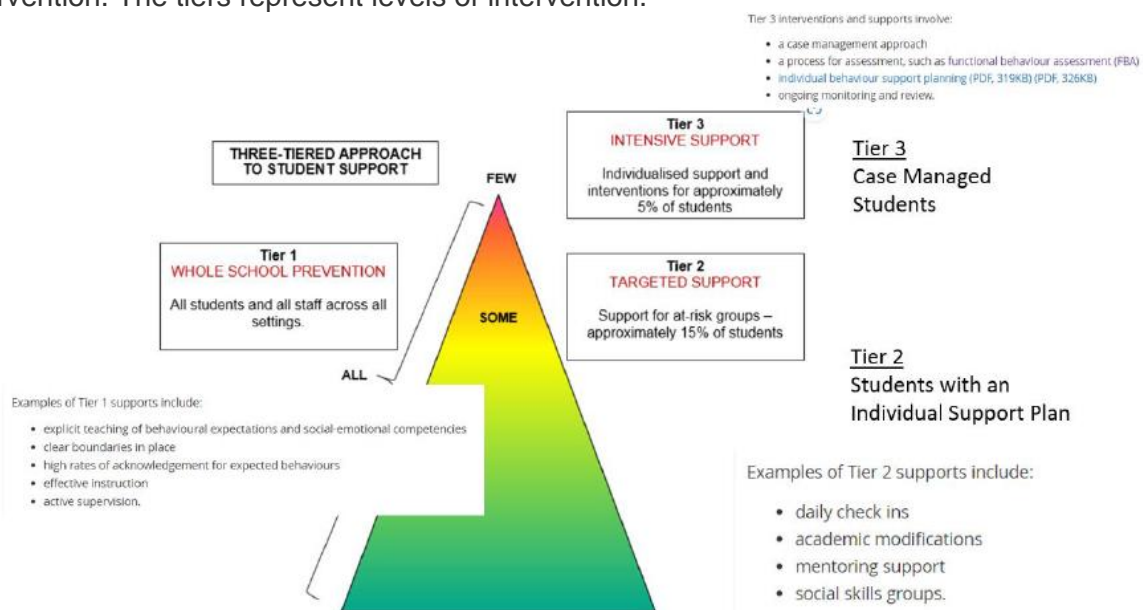 The tiers represent levels of intervention.
Tier 3 interventions and supports involve:
• a case management approach
• a process for assessment, such as functional behaviour assessment (FBA)
• individual behaviour support planning (PDF, 319KB) (PDF, 326KB)
• ongoing monitoring and review.
THREE-TIERED APPROACH
TO STUDENT SUPPORT
FEW
Tier 3
INTENSIVE SUPPORT
Individualised support and
interventions for approximately
5% of students
Tier 3
Case Managed
Students
Tier 1
WHOLE SCHOOL PREVENTION
All students and all staff across all
settings.
SOME
Tier 2
TARGETED SUPPORT
Support for at-risk groups –
approximately 15% of students
ALL
Tier 2
Students with an
Individual Support Plan
Examples of Tier 1 supports include:
• explicit teaching of behavioural expectations and social-emotional competencies
• clear boundaries in place
• high rates of acknowledgement for expected behaviours
• effective instruction
• active supervision.
Examples of Tier 2 supports include:
• daily check ins
• academic modifications
• mentoring support
• social skills groups.